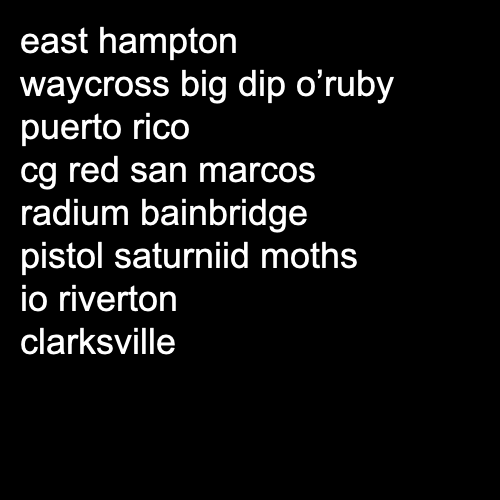 east hampton
waycross big dip o’ruby
puerto rico
cg red san marcos
radium bainbridge
pistol saturniid moths
io riverton
clarksville